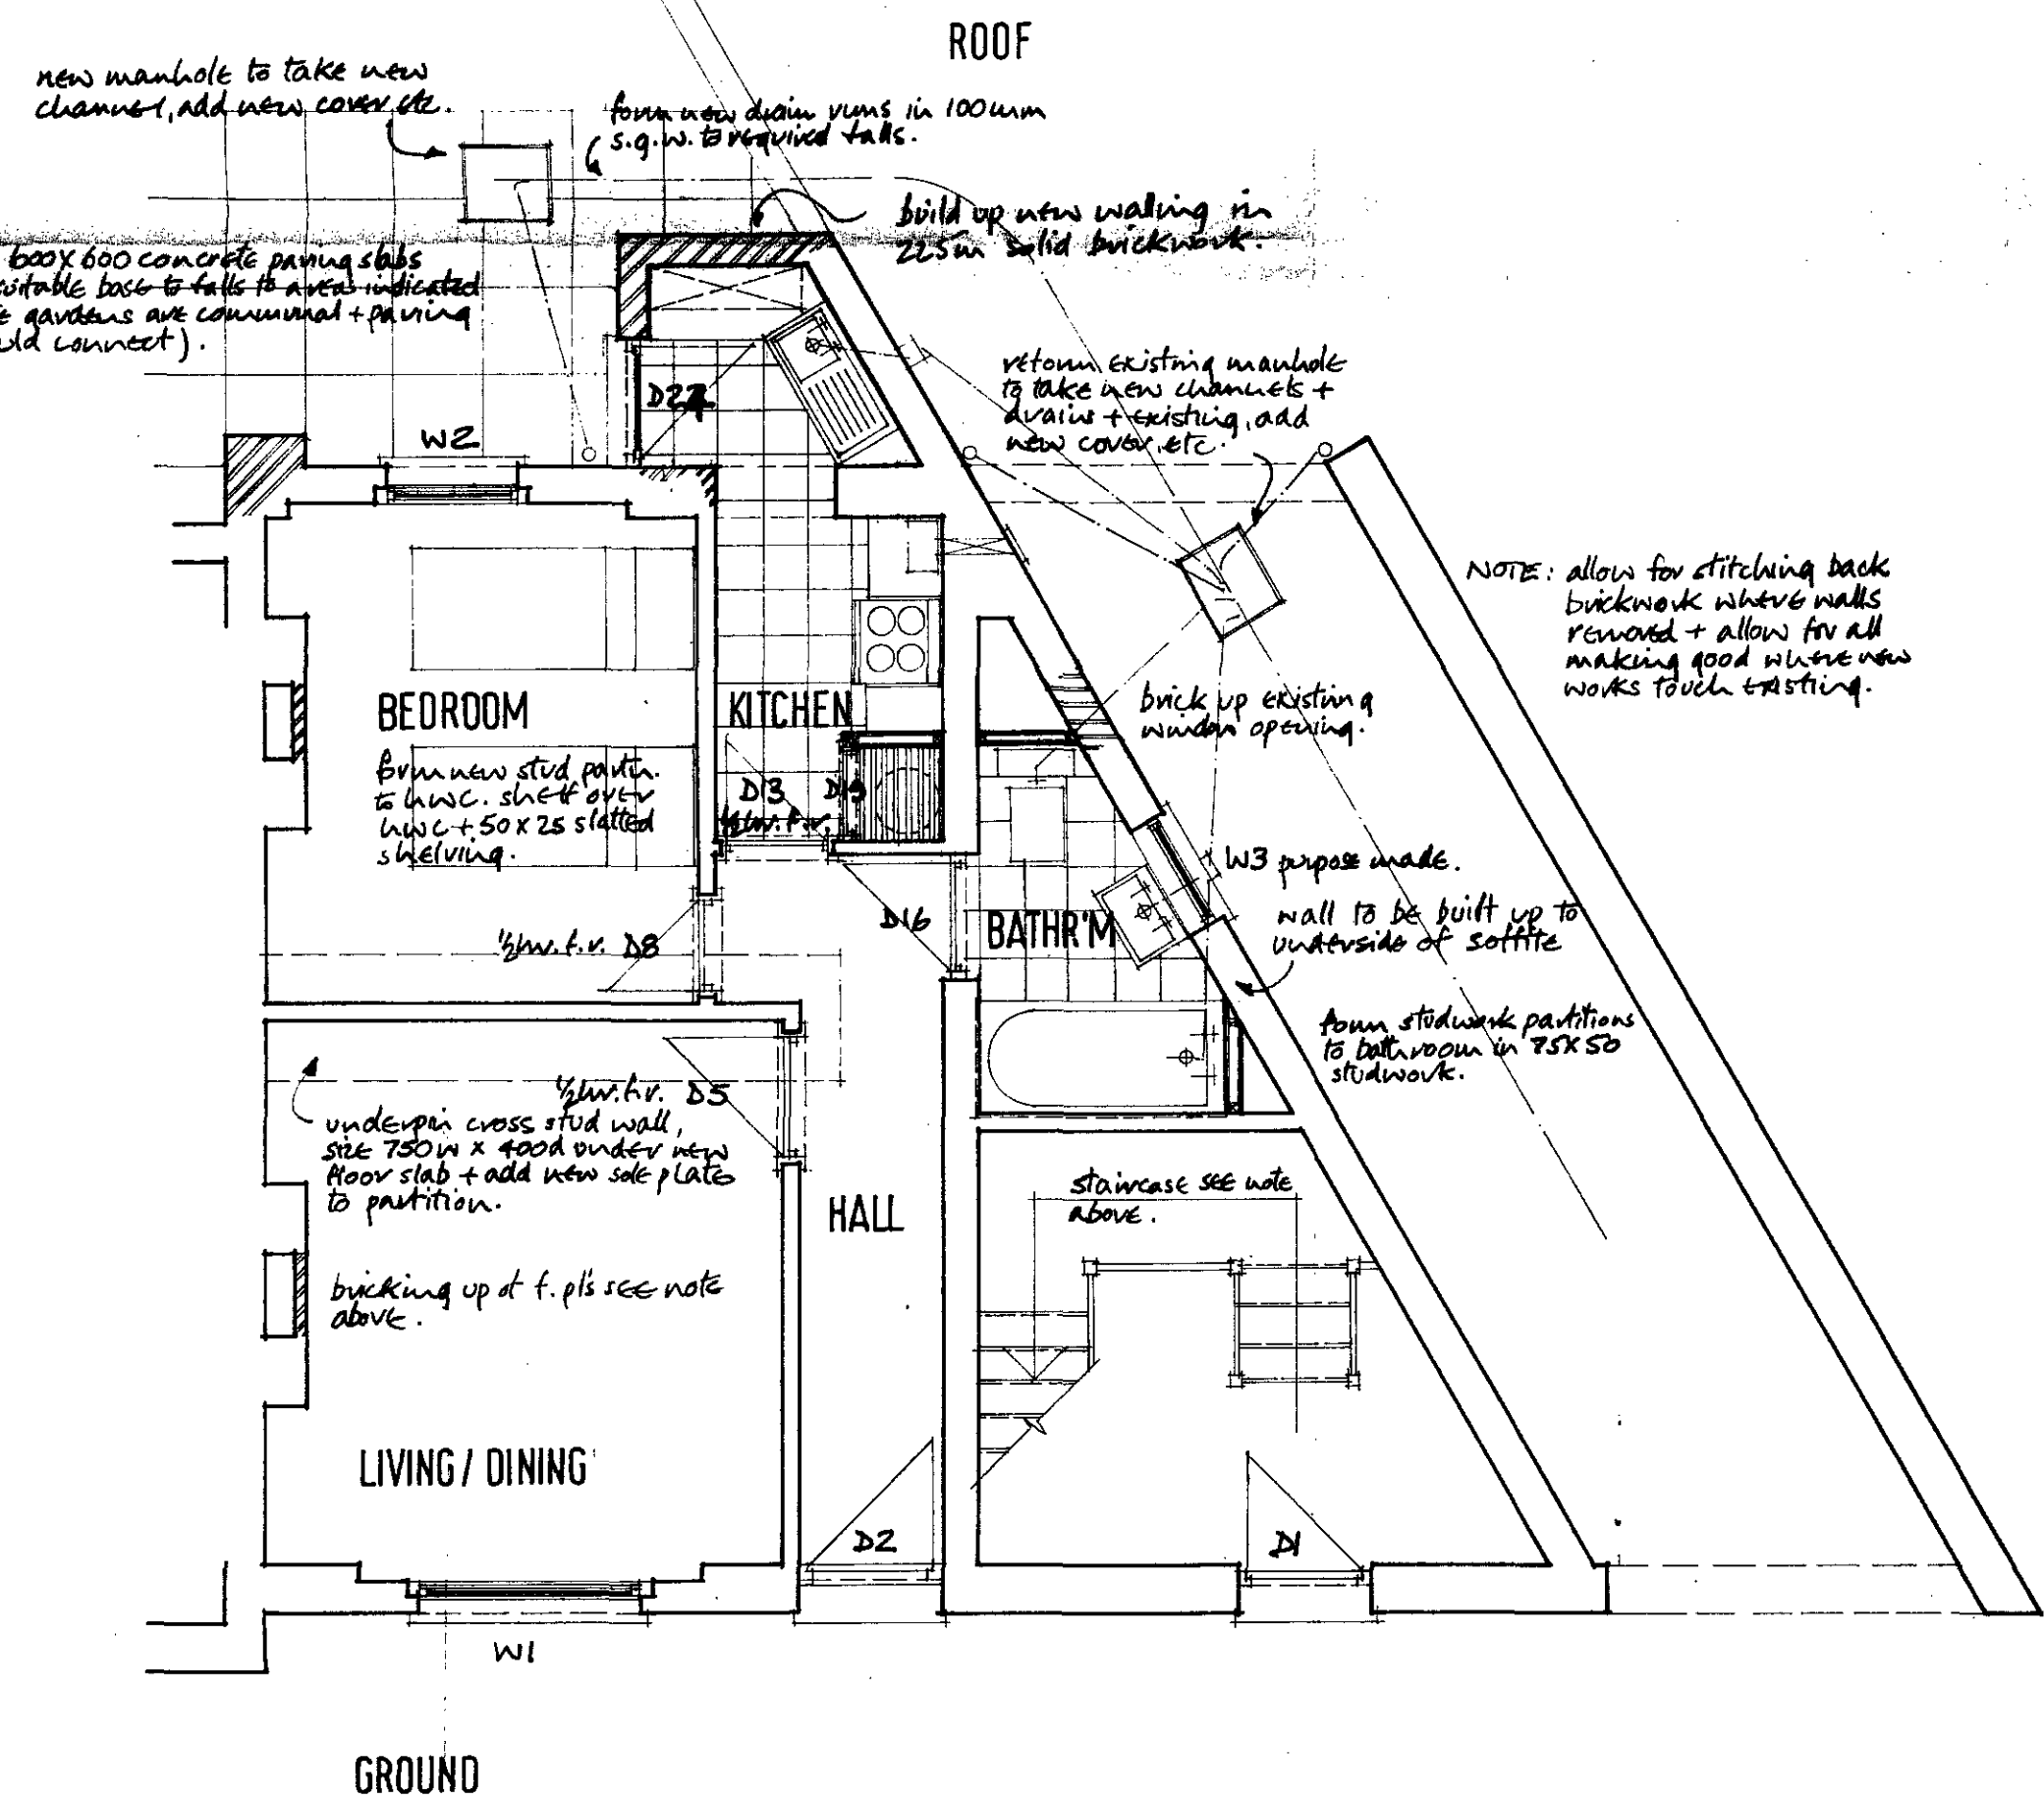 ROOF
new manhole to take new
channel, add new cover etc.
form new drain runs in 100mm
s.g.w. to required falls.
build up new walling in
225m solid brickwork.
600x600 concrete paving slabs
suitable base to falls to areas indicated
gardens are communal + paving
uld connect).
W2
D24
reform existing manhole
to take new channels +
drains + existing, add
new cover, etc.
NOTE: allow for stitching back
brickwork where walls
removed + allow for all
making good where new
works touch existing.
brick up existing
window opening.
BEDROOM
KITCHEN
form new stud partn.
to hwc. shelf over
hwc + 50x25 slatted
shelving.
D13
½hr. f.r.
D19
W3 purpose made.
wall to be built up to
underside of soffite
D16
BATHR'M
½hr. f.r. D8
form studwork partitions
to bathroom in 75x50
studwork.
½hr. f.r. D5
underpin cross stud wall,
size 750w x 400d under new
floor slab + add new sole plate
to partition.
HALL
staircase SEE note
above.
bricking up of f.pl's SEE note
above.
LIVING / DINING
D2
D1
W1
GROUND